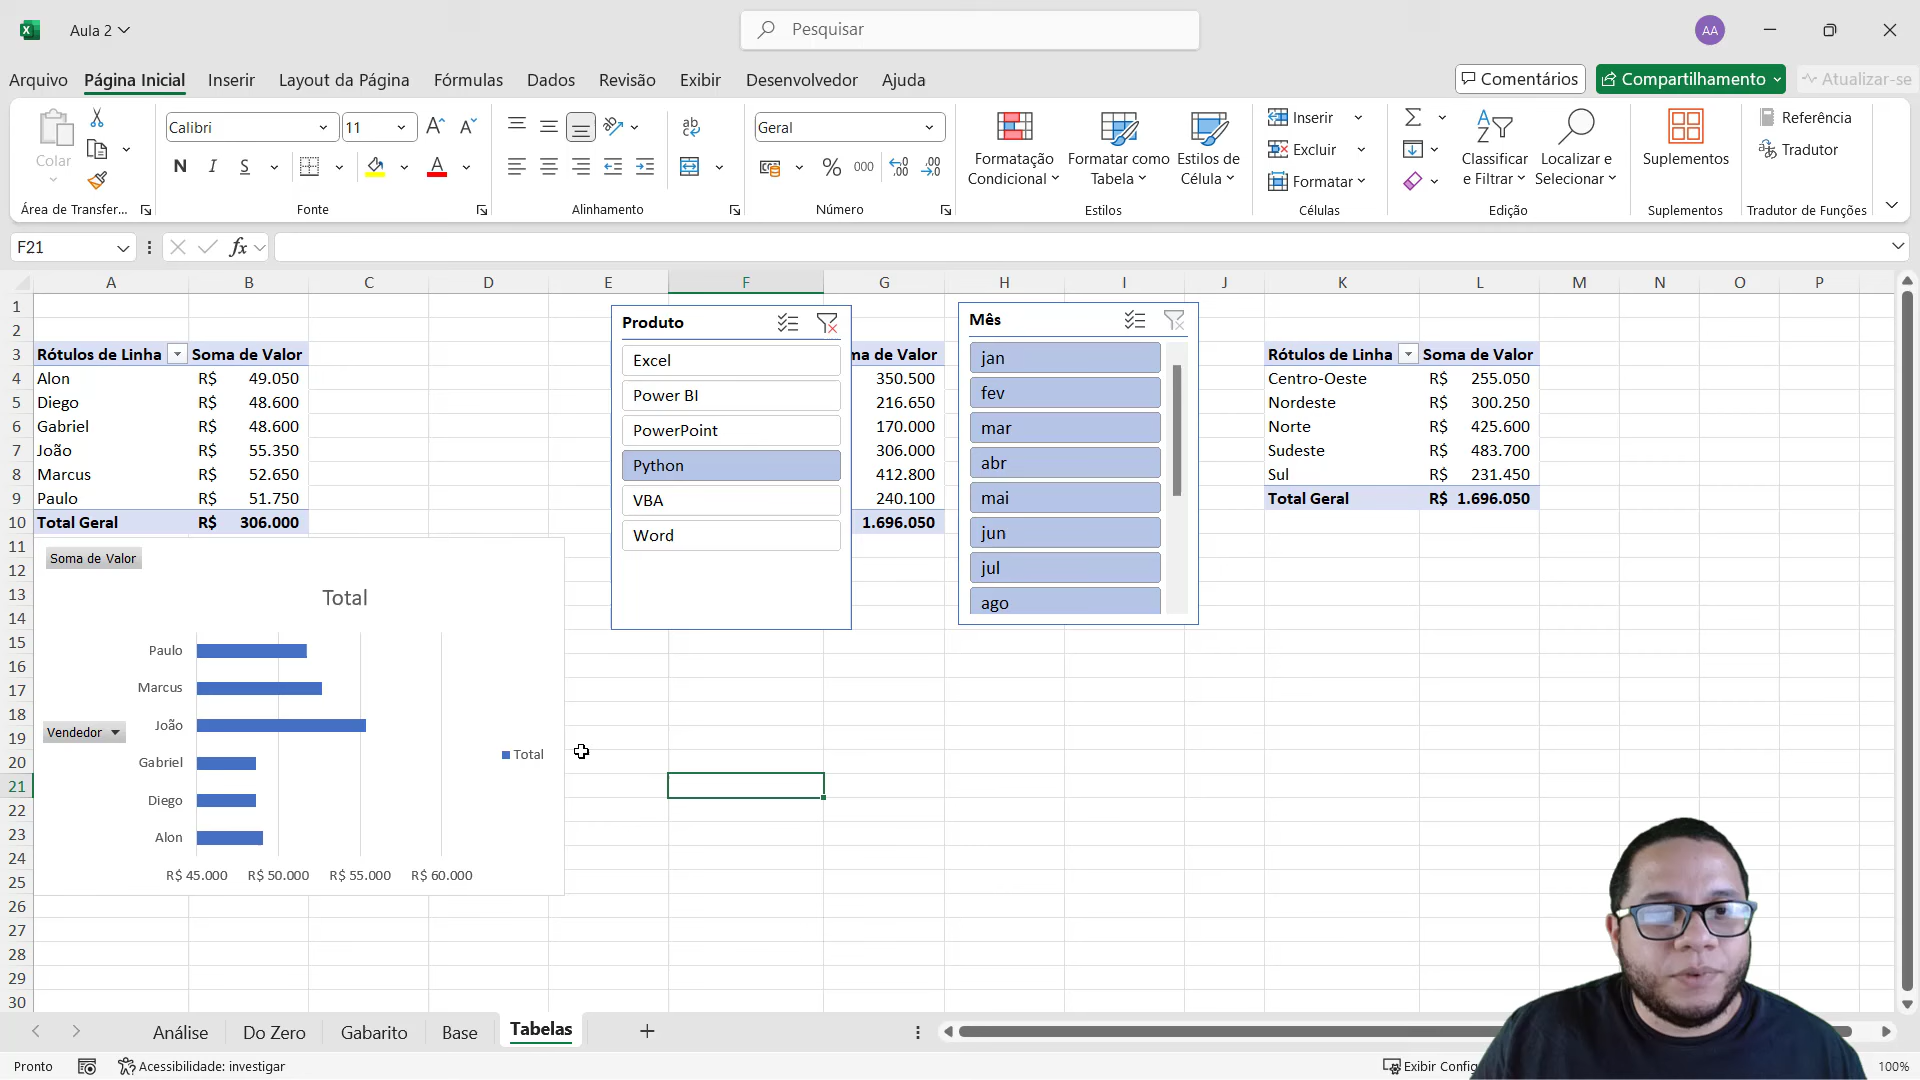 Aula 2
Pesquisar
AA
Arquivo Página Inicial Inserir Layout da Página Fórmulas Dados Revisão Exibir Desenvolvedor Ajuda
Comentários Compartilhamento Atualizar-se
Colar
Área de Transfer...
Calibri 11
N I S A
Fonte
ab
Alinhamento
Geral
% 000
Número
Formatação Condicional
Formatar como Tabela
Estilos de Célula
Estilos
Inserir
Excluir
Formatar
Células
Classificar e Filtrar
Localizar e Selecionar
Edição
Suplementos
Suplementos
Referência
Tradutor
Tradutor de Funções
F21 fx
A B C D E F G H I J K L M N O P
1
2
3 Rótulos de Linha Soma de Valor
4 Alon R$ 49.050
5 Diego R$ 48.600
6 Gabriel R$ 48.600
7 João R$ 55.350
8 Marcus R$ 52.650
9 Paulo R$ 51.750
10 Total Geral R$ 306.000
11
12
13
14
15
16
17
18
19
20
21
22
23
24
25
26
27
28
29
30
Produto
Excel
Power BI
PowerPoint
Python
VBA
Word
ma de Valor
350.500
216.650
170.000
306.000
412.800
240.100
1.696.050
Mês
jan
fev
mar
abr
mai
jun
jul
ago
Rótulos de Linha Soma de Valor
Centro-Oeste R$ 255.050
Nordeste R$ 300.250
Norte R$ 425.600
Sudeste R$ 483.700
Sul R$ 231.450
Total Geral R$ 1.696.050
Soma de Valor
Total
Paulo
Marcus
João
Vendedor
Gabriel
Diego
Alon
Total
R$ 45.000 R$ 50.000 R$ 55.000 R$ 60.000
Análise Do Zero Gabarito Base Tabelas
Pronto Acessibilidade: investigar
Exibir Config
100%